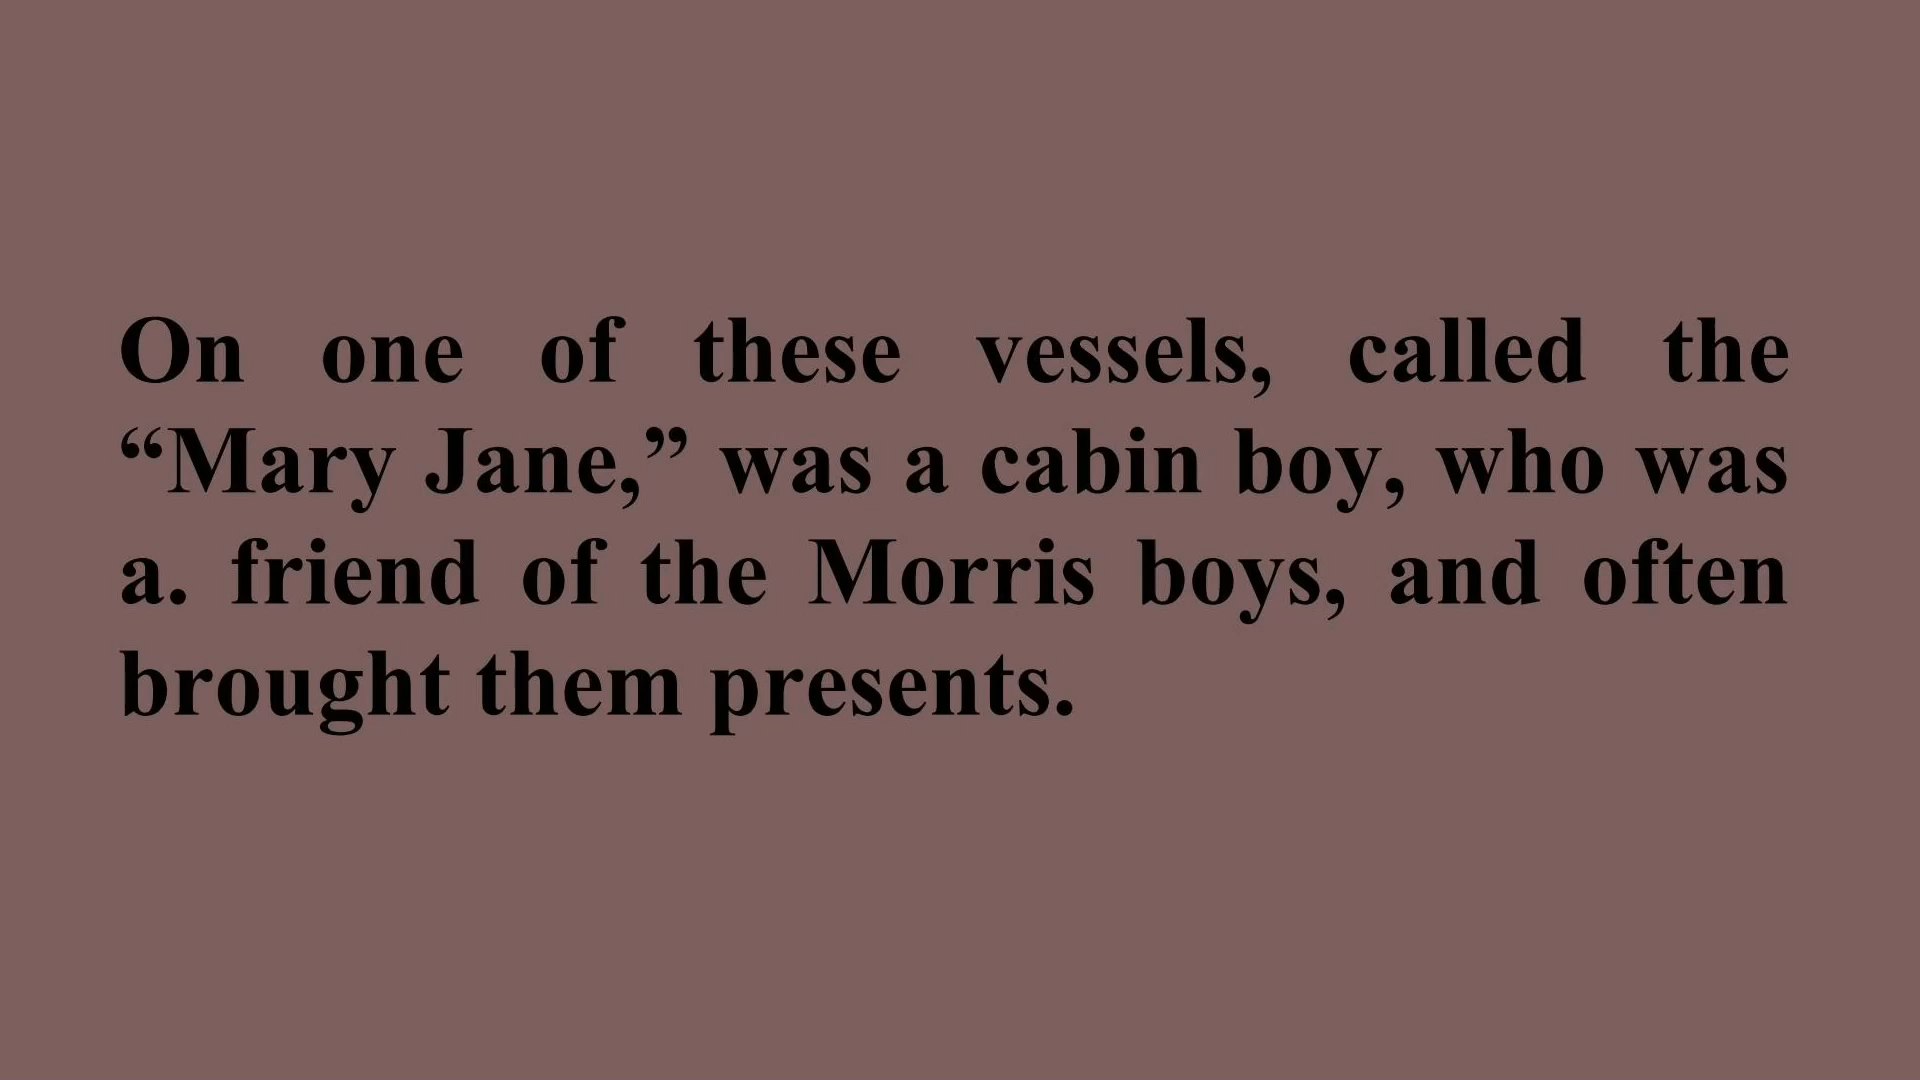 On one of these vessels, called the
“Mary Jane,” was a cabin boy, who was
a. friend of the Morris boys, and often
brought them presents.